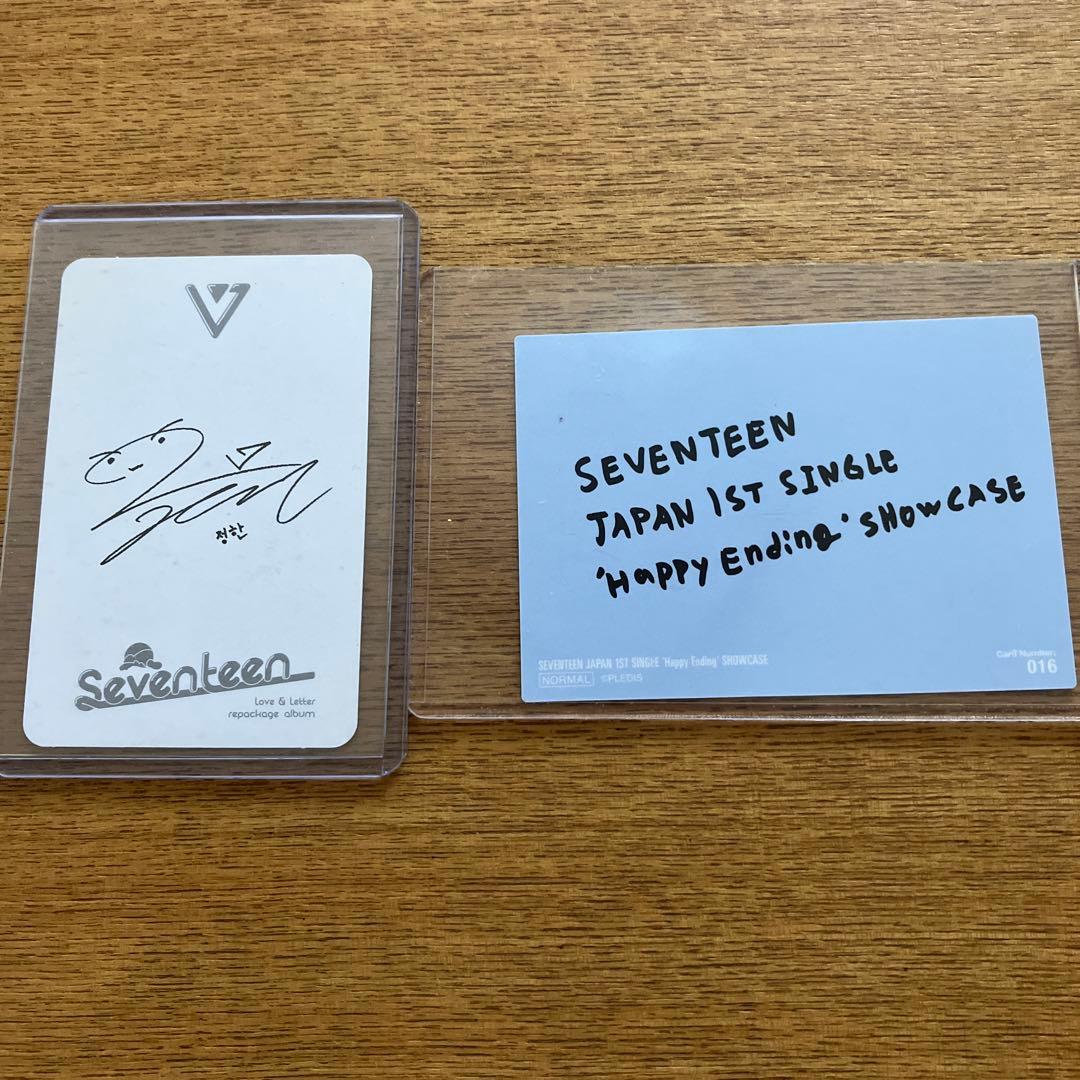 정한
Seventeen
Love & Letter
repackage album
SEVENTEEN
JAPAN 1ST SINGLE
'Happy Ending' SHOWCASE
SEVENTEEN JAPAN 1ST SINGLE 'Happy Ending' SHOWCASE
NORMAL ©PLEDIS
Card Number:
016